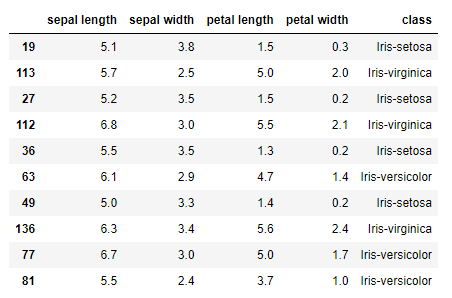 sepal length sepal width petal length petal width class
19 5.1 3.8 1.5 0.3 Iris-setosa
113 5.7 2.5 5.0 2.0 Iris-virginica
27 5.2 3.5 1.5 0.2 Iris-setosa
112 6.8 3.0 5.5 2.1 Iris-virginica
36 5.5 3.5 1.3 0.2 Iris-setosa
63 6.1 2.9 4.7 1.4 Iris-versicolor
49 5.0 3.3 1.4 0.2 Iris-setosa
136 6.3 3.4 5.6 2.4 Iris-virginica
77 6.7 3.0 5.0 1.7 Iris-versicolor
81 5.5 2.4 3.7 1.0 Iris-versicolor